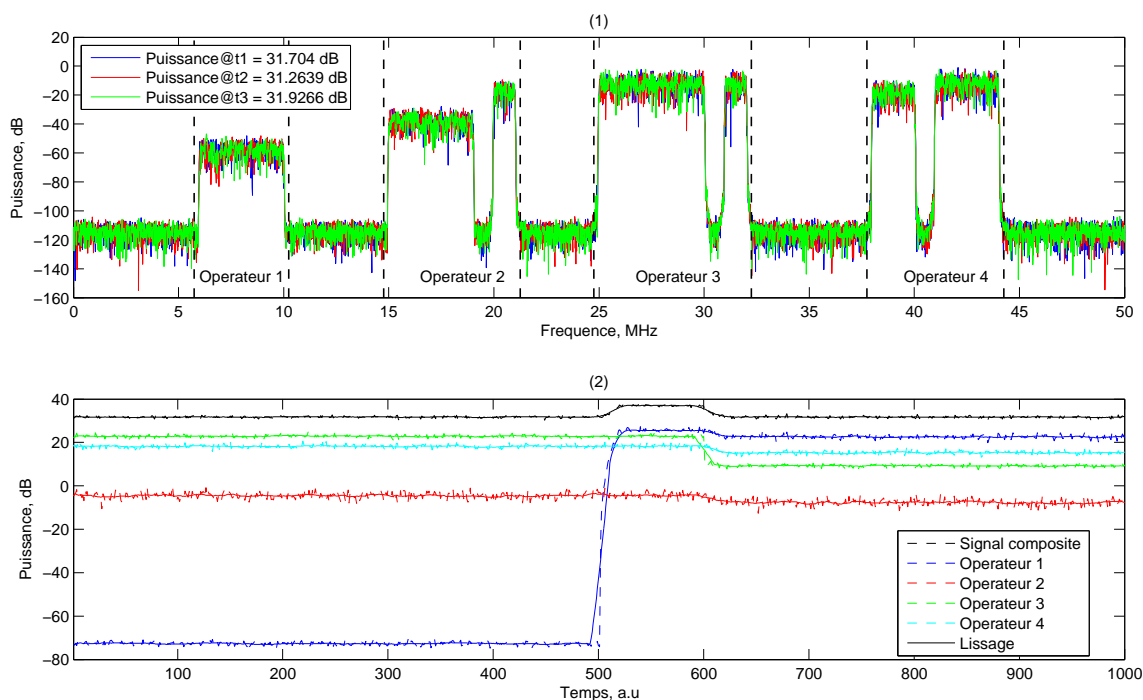 (1)
Puissance, dB
20
0
−20
−40
−60
−80
−100
−120
−140
−160
Puissance@t1 = 31.704 dB
Puissance@t2 = 31.2639 dB
Puissance@t3 = 31.9266 dB
Operateur 1
Operateur 2
Operateur 3
Operateur 4
0 5 10 15 20 25 30 35 40 45 50
Frequence, MHz
(2)
Puissance, dB
40
20
0
−20
−40
−60
−80
Signal composite
Operateur 1
Operateur 2
Operateur 3
Operateur 4
Lissage
100 200 300 400 500 600 700 800 900 1000
Temps, a.u